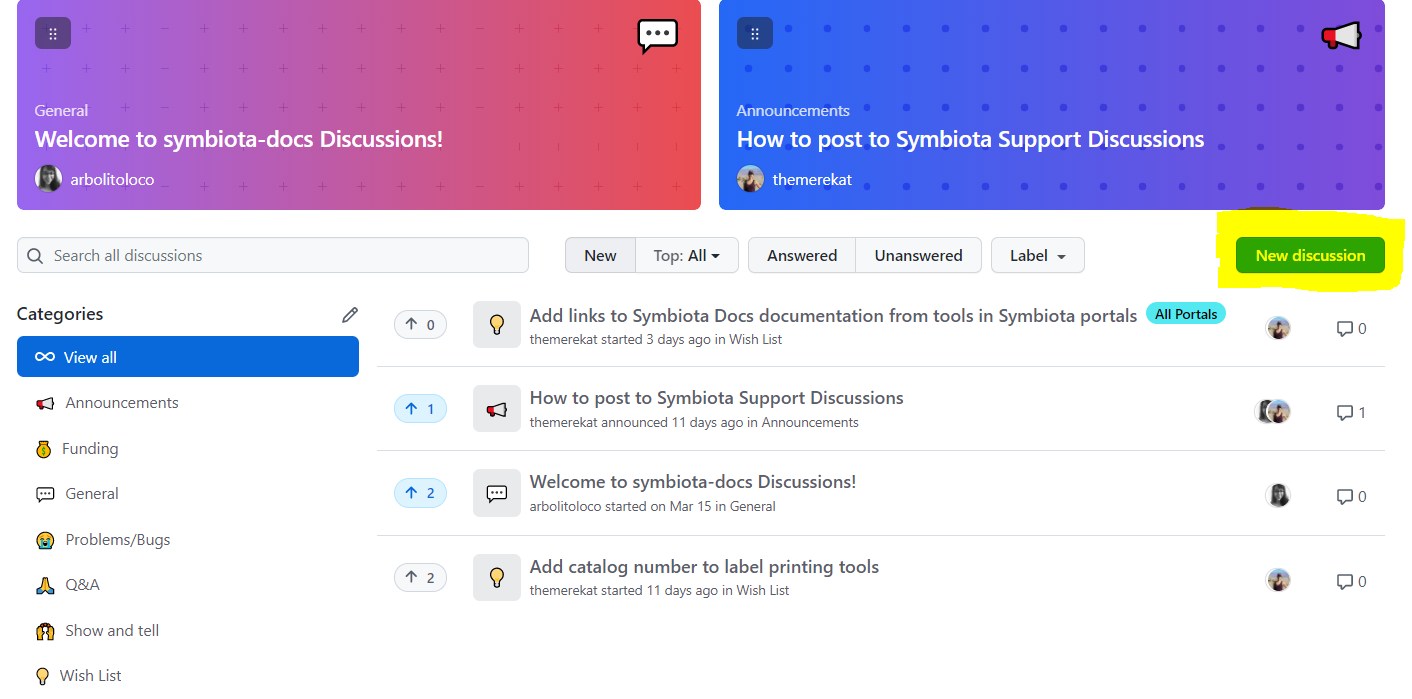 General
Welcome to symbiota-docs Discussions!
arbolitoloco
Announcements
How to post to Symbiota Support Discussions
themerekat
Search all discussions
New
Top: All
Answered
Unanswered
Label
New discussion
Categories
View all
Announcements
Funding
General
Problems/Bugs
Q&A
Show and tell
Wish List
0
Add links to Symbiota Docs documentation from tools in Symbiota portals
All Portals
themerekat started 3 days ago in Wish List
0
1
How to post to Symbiota Support Discussions
themerekat announced 11 days ago in Announcements
1
2
Welcome to symbiota-docs Discussions!
arbolitoloco started on Mar 15 in General
0
2
Add catalog number to label printing tools
themerekat started 11 days ago in Wish List
0